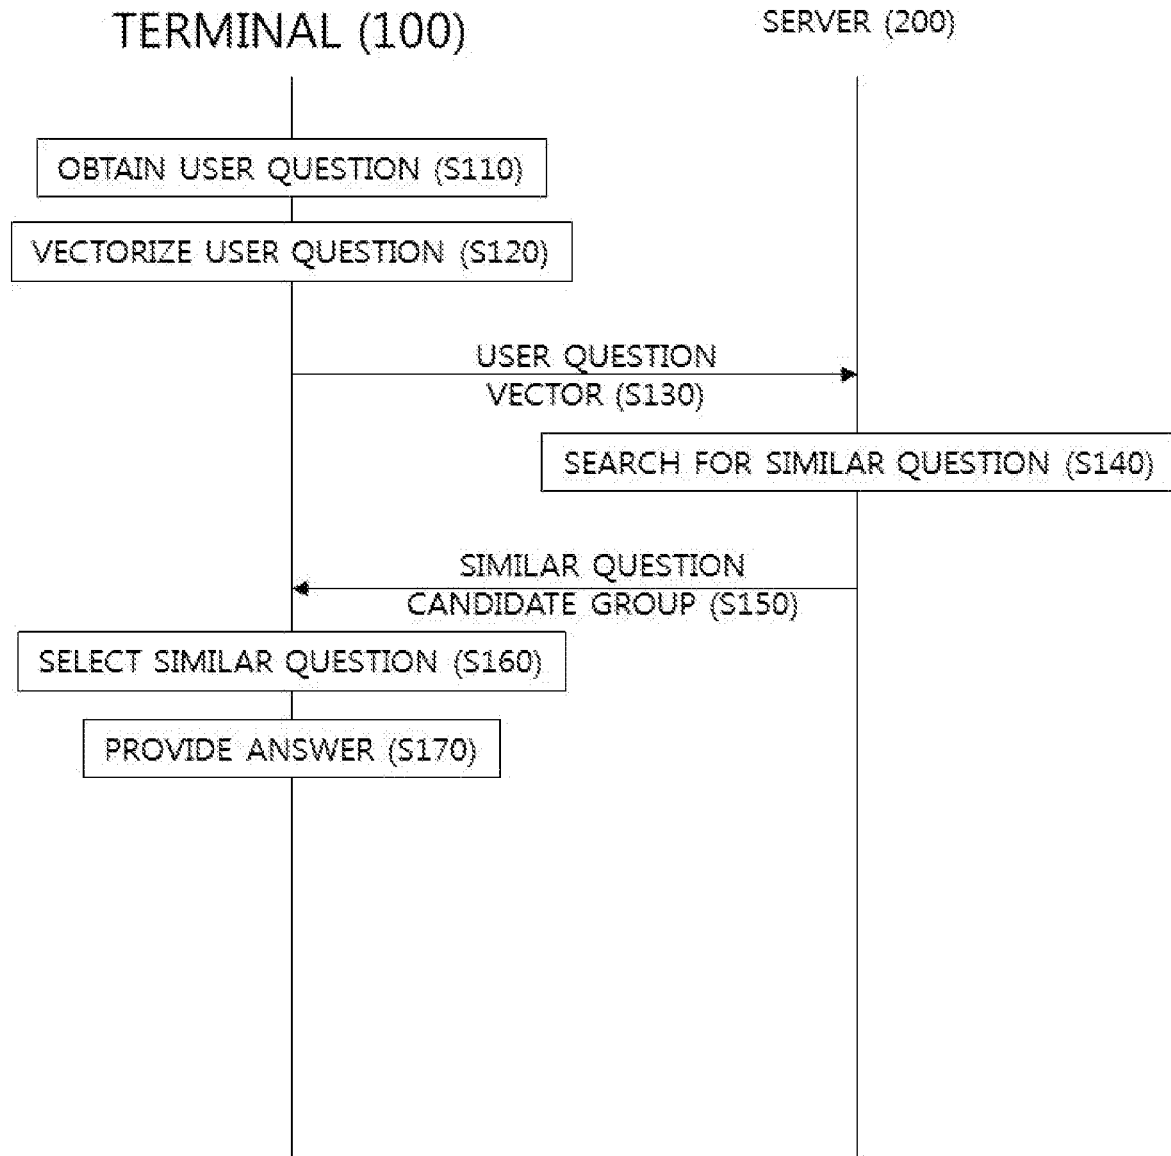 TERMINAL (100)
SERVER (200)
OBTAIN USER QUESTION (S110)
VECTORIZE USER QUESTION (S120)
USER QUESTION
VECTOR (S130)
SEARCH FOR SIMILAR QUESTION (S140)
SIMILAR QUESTION
CANDIDATE GROUP (S150)
SELECT SIMILAR QUESTION (S160)
PROVIDE ANSWER (S170)